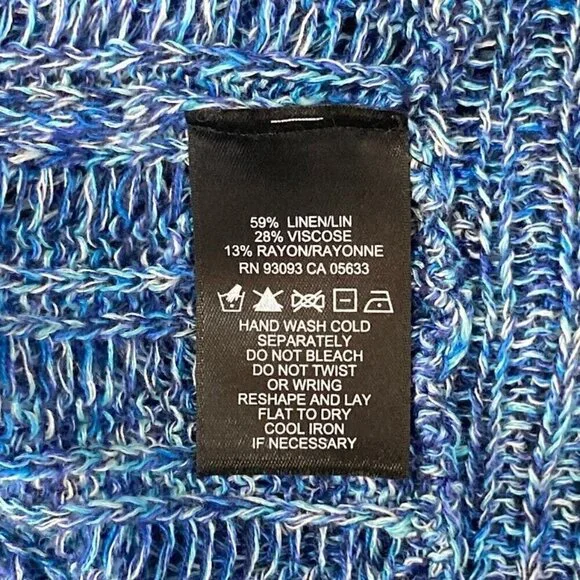 59% LINEN/LIN
28% VISCOSE
13% RAYON/RAYONNE
RN 93093 CA 05633
HAND WASH COLD
SEPARATELY
DO NOT BLEACH
DO NOT TWIST
OR WRING
RESHAPE AND LAY
FLAT TO DRY
COOL IRON
IF NECESSARY